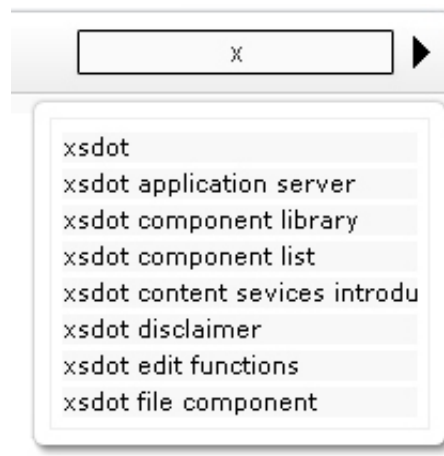 x
xsdot
xsdot application server
xsdot component library
xsdot component list
xsdot content sevices introdu
xsdot disclaimer
xsdot edit functions
xsdot file component